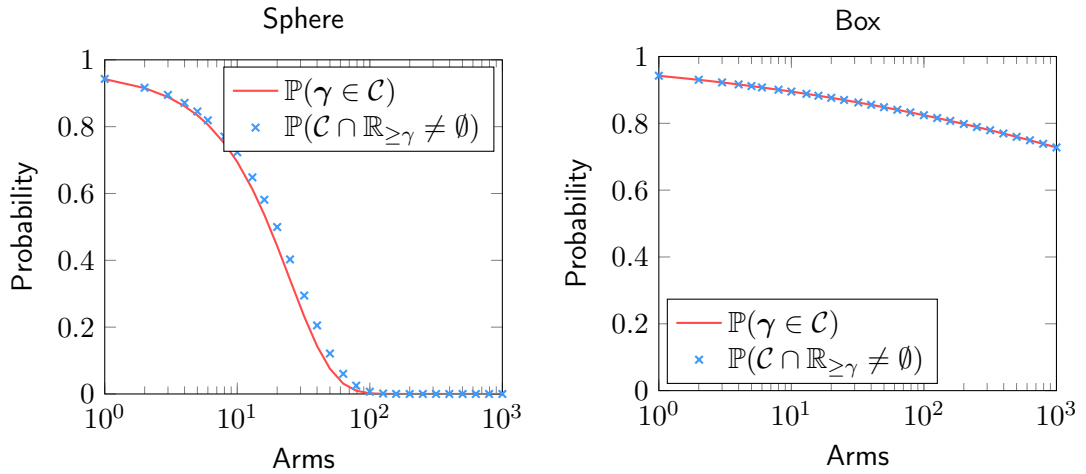 Sphere
1
0.8
0.6
0.4
0.2
0
Probability
ℙ(γ ∈ 𝒞)
ℙ(𝒞 ∩ ℝ≥γ ≠ ∅)
10⁰ 10¹ 10² 10³
Arms
Box
1
0.8
0.6
0.4
0.2
0
Probability
ℙ(γ ∈ 𝒞)
ℙ(𝒞 ∩ ℝ≥γ ≠ ∅)
10⁰ 10¹ 10² 10³
Arms